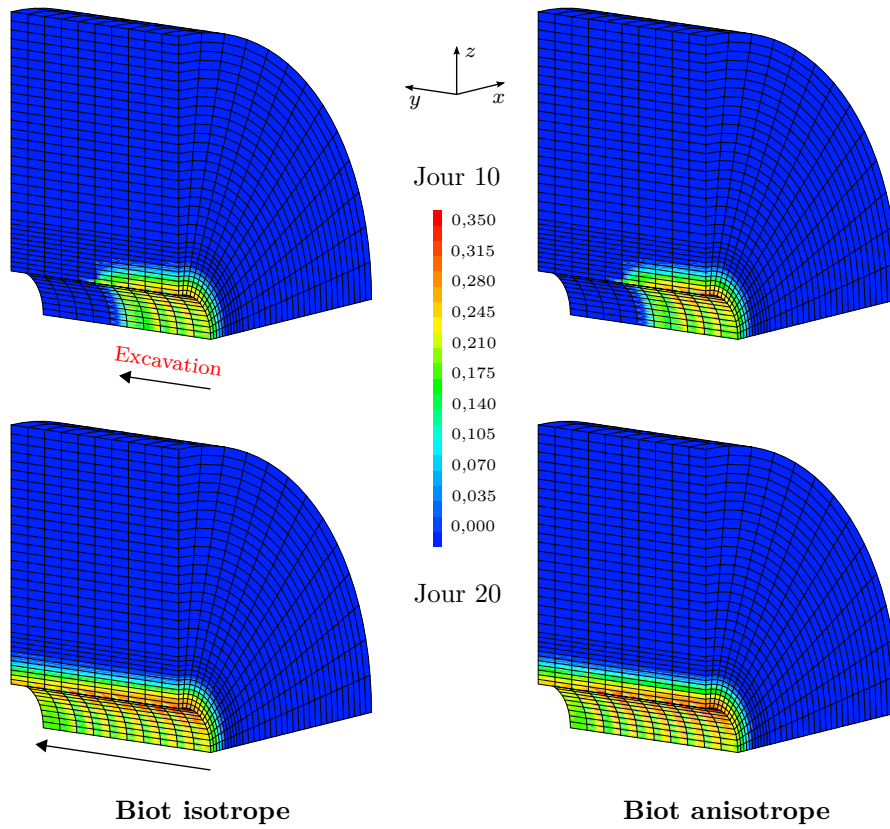 z
y
x
Jour 10
0,350
0,315
0,280
0,245
0,210
0,175
0,140
0,105
0,070
0,035
0,000
Excavation
Jour 20
Biot isotrope
Biot anisotrope